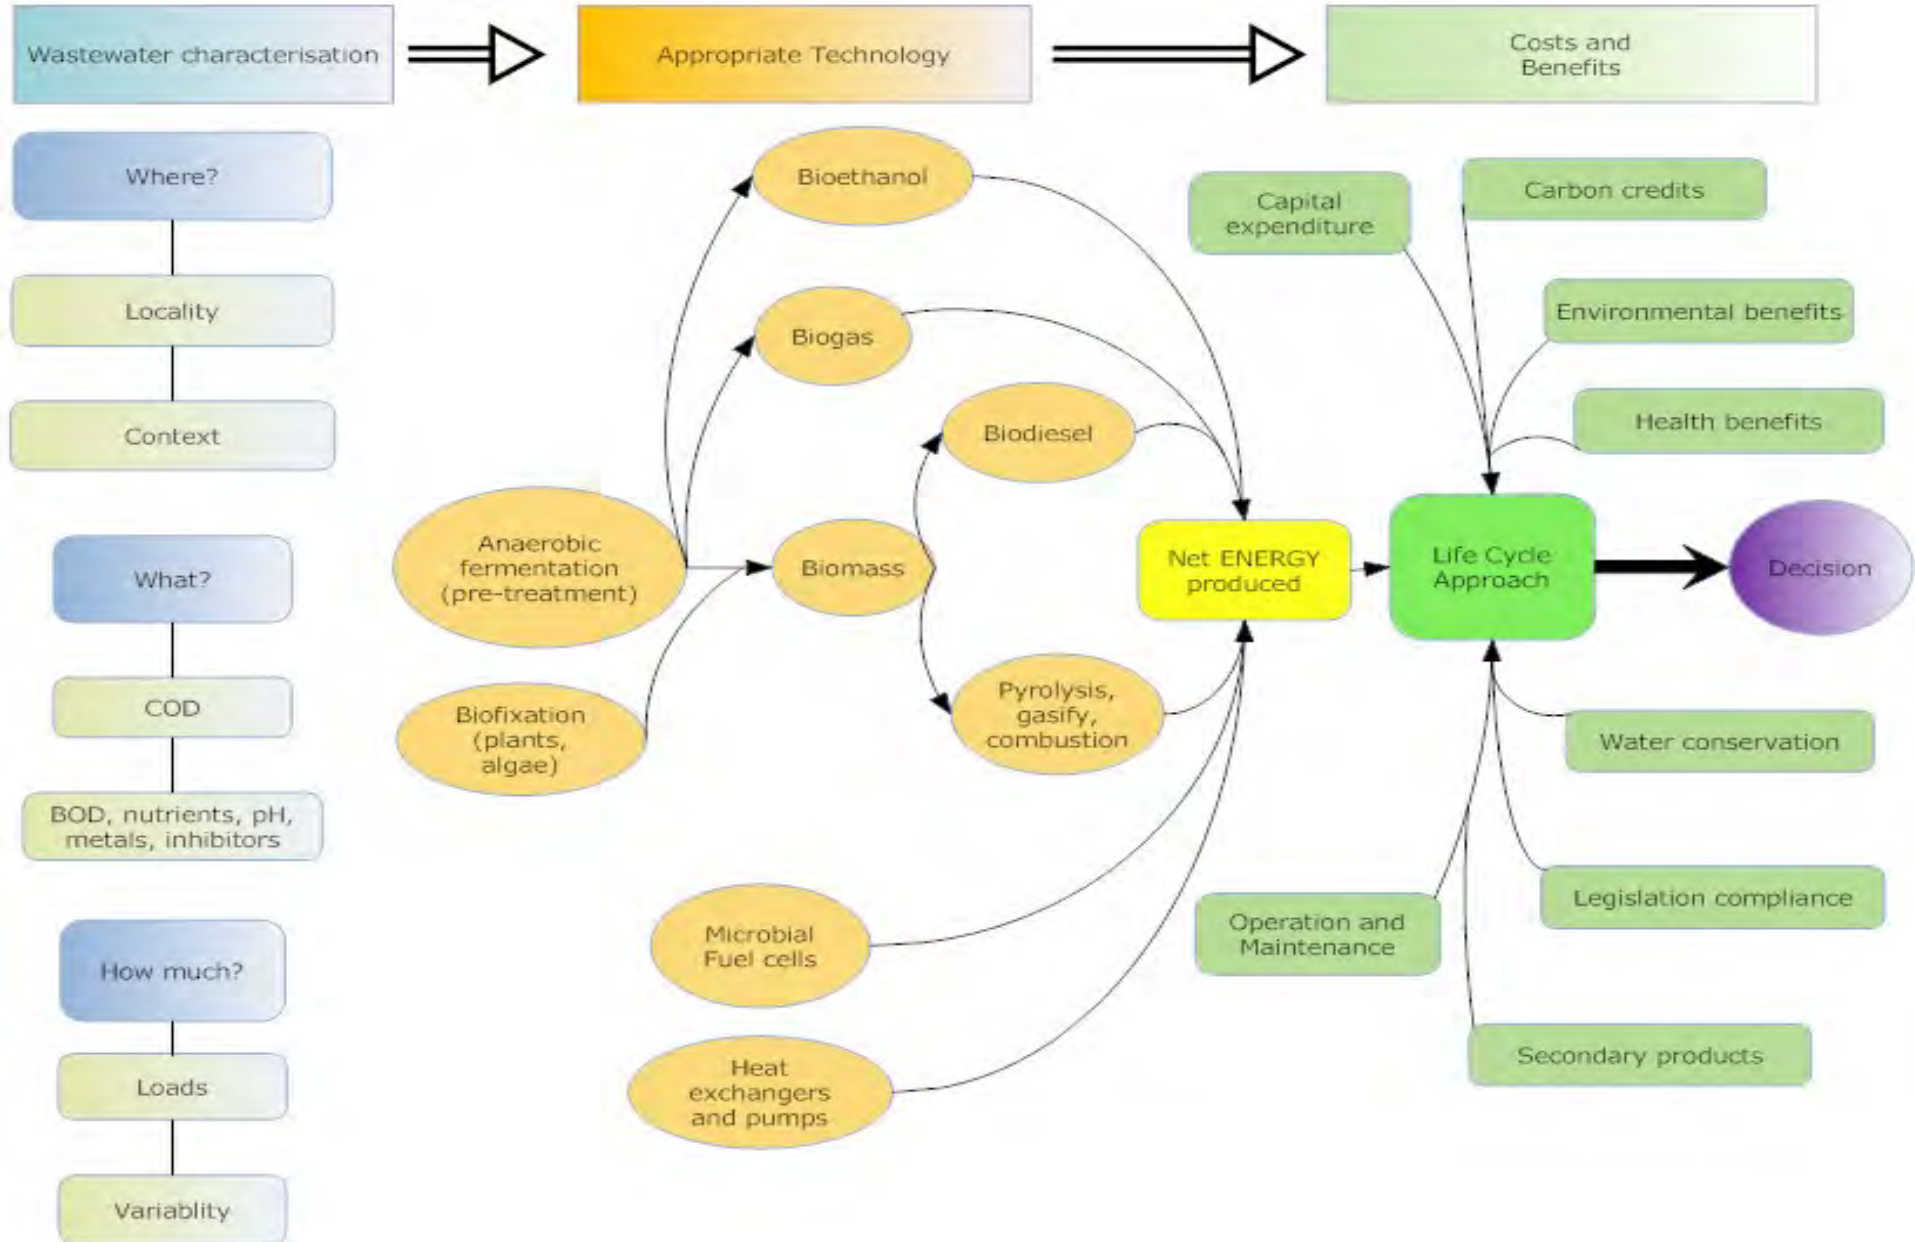 Wastewater characterisation
Appropriate Technology
Costs and
Benefits
Where?
Locality
Context
What?
COD
BOD, nutrients, pH,
metals, inhibitors
How much?
Loads
Variablity
Bioethanol
Biogas
Biodiesel
Anaerobic
fermentation
(pre-treatment)
Biomass
Biofixation
(plants,
algae)
Pyrolysis,
gasify,
combustion
Microbial
Fuel cells
Heat
exchangers
and pumps
Net ENERGY
produced
Capital
expenditure
Carbon credits
Environmental benefits
Health benefits
Life Cycle
Approach
Decision
Water conservation
Legislation compliance
Operation and
Maintenance
Secondary products